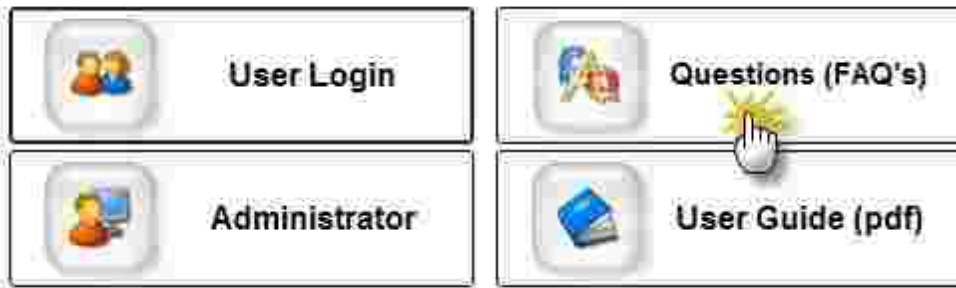 User Login
Questions (FAQ's)
Administrator
User Guide (pdf)